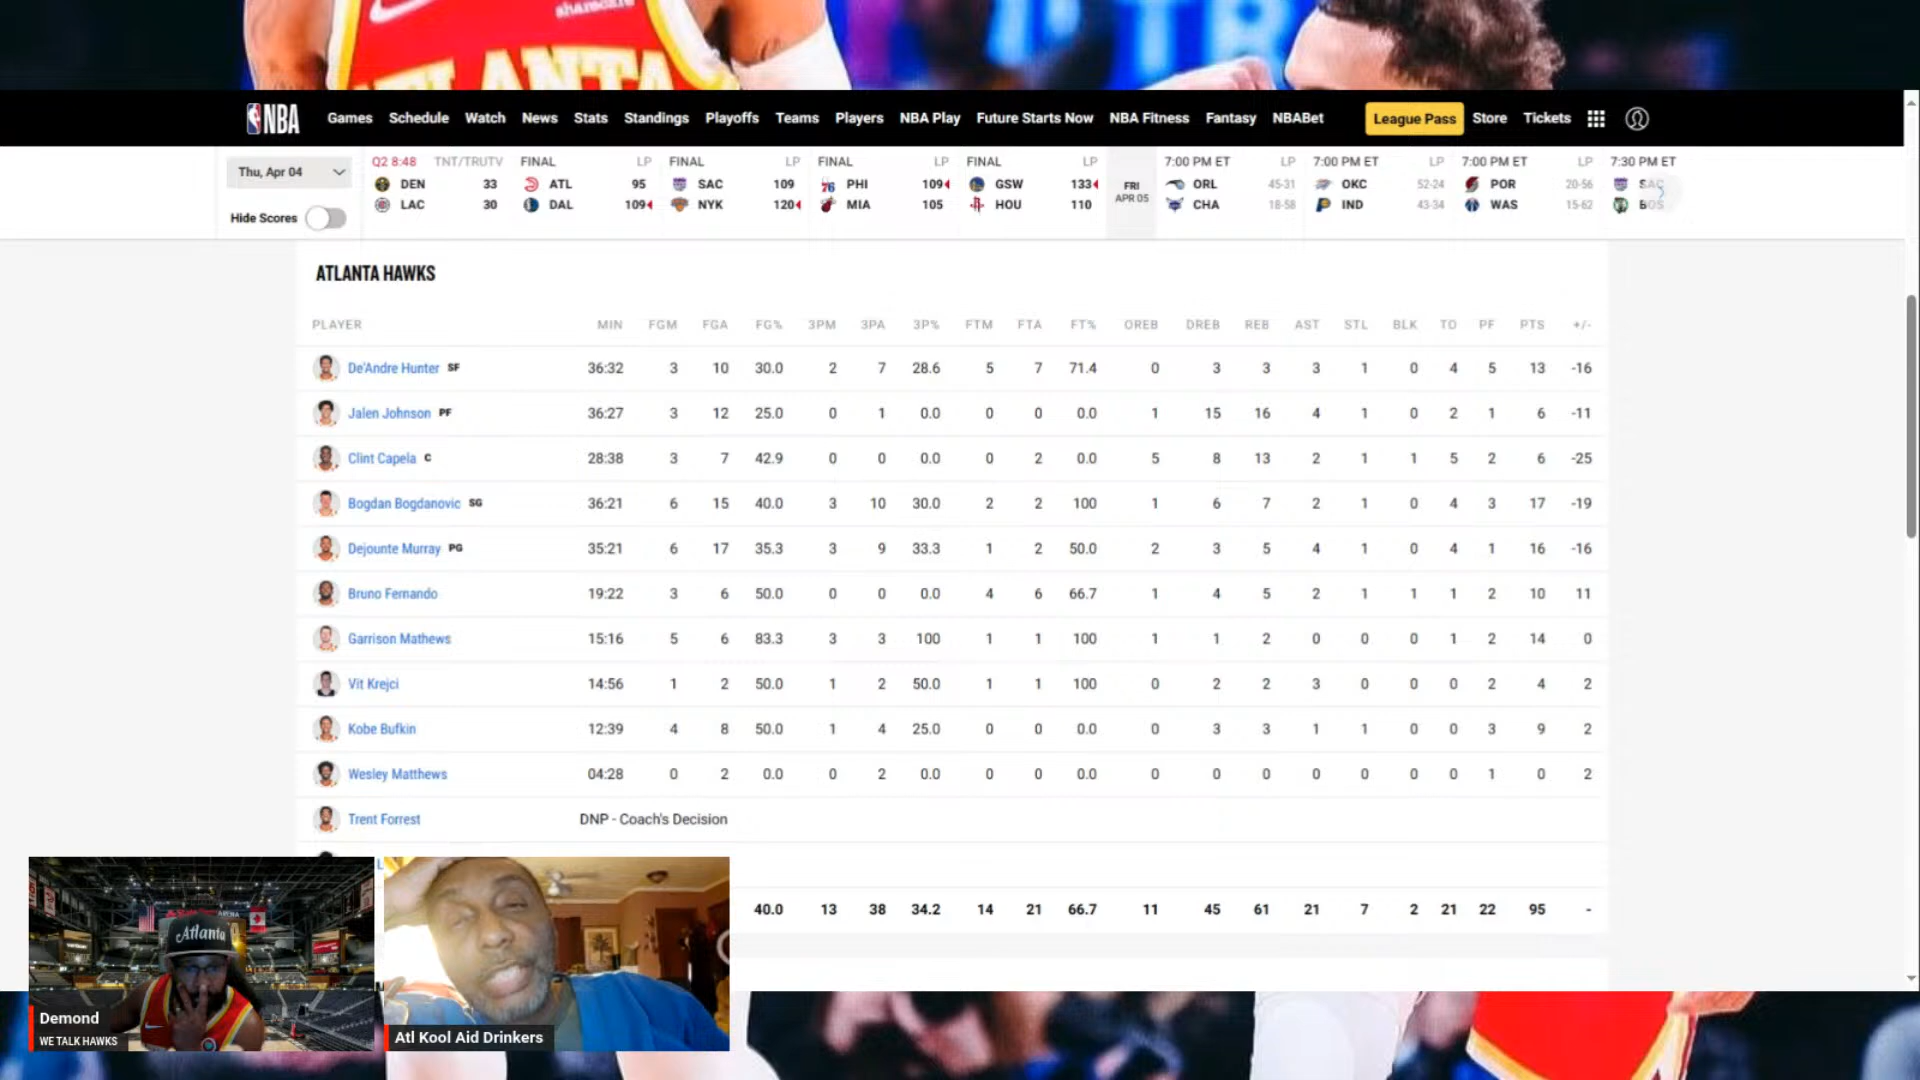 sharecare
ATLANTA
NBA Games Schedule Watch News Stats Standings Playoffs Teams Players NBA Play Future Starts Now NBA Fitness Fantasy NBABet League Pass Store Tickets
Thu, Apr 04
Hide Scores
Q2 8:48 TNT/TRUTV
DEN 33
LAC 30
FINAL LP
ATL 95
DAL 109
FINAL LP
SAC 109
NYK 120
FINAL LP
PHI 109
MIA 105
FINAL LP
GSW 133
HOU 110
FRI
APR 05
7:00 PM ET LP
ORL 45-31
CHA 18-58
7:00 PM ET LP
OKC 52-24
IND 43-34
7:00 PM ET LP
POR 20-56
WAS 15-62
7:30 PM ET
SAC
BOS
ATLANTA HAWKS
PLAYER MIN FGM FGA FG% 3PM 3PA 3P% FTM FTA FT% OREB DREB REB AST STL BLK TO PF PTS +/-
De'Andre Hunter SF 36:32 3 10 30.0 2 7 28.6 5 7 71.4 0 3 3 3 1 0 4 5 13 -16
Jalen Johnson PF 36:27 3 12 25.0 0 1 0.0 0 0 0.0 1 15 16 4 1 0 2 1 6 -11
Clint Capela C 28:38 3 7 42.9 0 0 0.0 0 2 0.0 5 8 13 2 1 1 5 2 6 -25
Bogdan Bogdanovic SG 36:21 6 15 40.0 3 10 30.0 2 2 100 1 6 7 2 1 0 4 3 17 -19
Dejounte Murray PG 35:21 6 17 35.3 3 9 33.3 1 2 50.0 2 3 5 4 1 0 4 1 16 -16
Bruno Fernando 19:22 3 6 50.0 0 0 0.0 4 6 66.7 1 4 5 2 1 1 1 2 10 11
Garrison Mathews 15:16 5 6 83.3 3 3 100 1 1 100 1 1 2 0 0 0 1 2 14 0
Vit Krejci 14:56 1 2 50.0 1 2 50.0 1 1 100 0 2 2 3 0 0 0 2 4 2
Kobe Bufkin 12:39 4 8 50.0 1 4 25.0 0 0 0.0 0 3 3 1 1 0 0 3 9 2
Wesley Matthews 04:28 0 2 0.0 0 2 0.0 0 0 0.0 0 0 0 0 0 0 0 1 0 2
Trent Forrest DNP - Coach's Decision
40.0 13 38 34.2 14 21 66.7 11 45 61 21 7 2 21 22 95 -
Atlanta
Demond
WE TALK HAWKS
Atl Kool Aid Drinkers